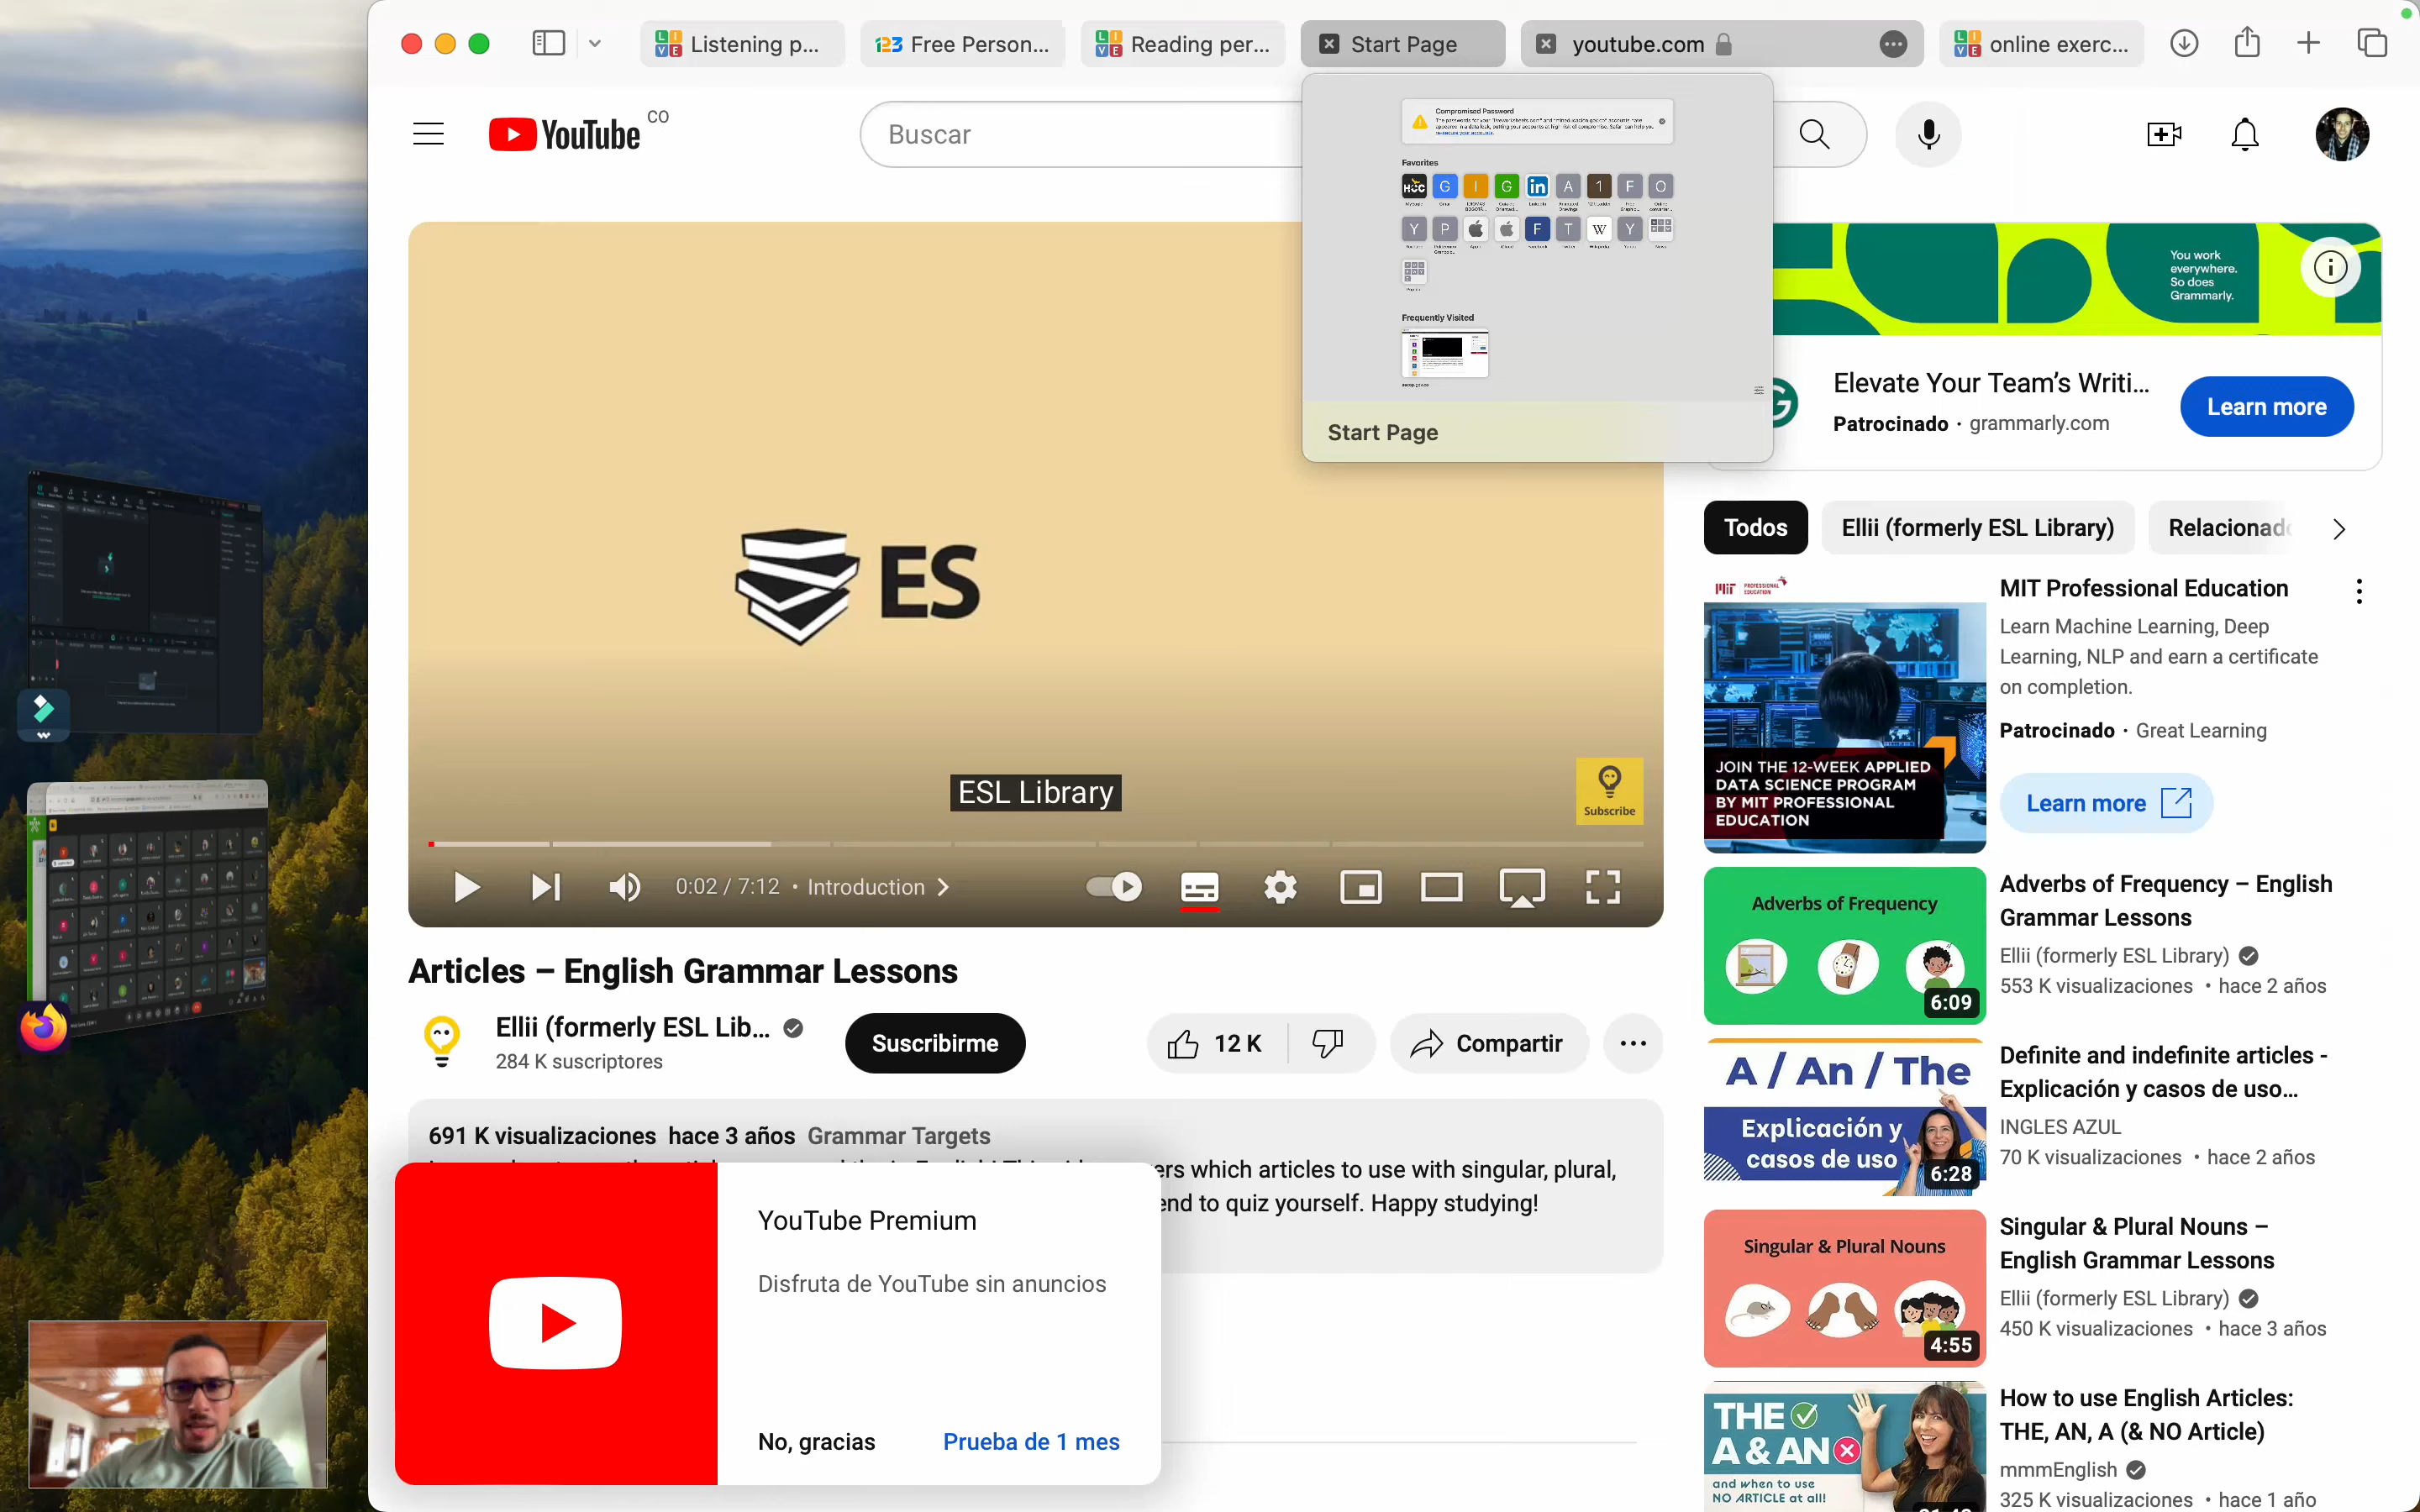 Listening p...
Free Person...
Reading per...
Start Page
youtube.com
online exerc...
YouTube
CO
Buscar
Compromised Password
Favorites
Frequently Visited
Start Page
You work
everywhere.
So does
Grammarly.
Elevate Your Team's Writi...
Patrocinado · grammarly.com
Learn more
ES
ESL Library
Subscribe
0:02 / 7:12 • Introduction
Todos
Ellii (formerly ESL Library)
Relacionado
MIT PROFESSIONAL
EDUCATION
JOIN THE 12-WEEK APPLIED
DATA SCIENCE PROGRAM
BY MIT PROFESSIONAL
EDUCATION
MIT Professional Education
Learn Machine Learning, Deep
Learning, NLP and earn a certificate
on completion.
Patrocinado · Great Learning
Learn more
Adverbs of Frequency
6:09
Adverbs of Frequency – English
Grammar Lessons
Ellii (formerly ESL Library)
553 K visualizaciones • hace 2 años
A / An / The
Explicación y
casos de uso
6:28
Definite and indefinite articles -
Explicación y casos de uso...
INGLES AZUL
70 K visualizaciones • hace 2 años
Singular & Plural Nouns
4:55
Singular & Plural Nouns –
English Grammar Lessons
Ellii (formerly ESL Library)
450 K visualizaciones • hace 3 años
THE
A & AN
and when to use
NO ARTICLE at all!
How to use English Articles:
THE, AN, A (& NO Article)
mmmEnglish
325 K visualizaciones • hace 1 año
Articles – English Grammar Lessons
Ellii (formerly ESL Lib...
284 K suscriptores
Suscribirme
12 K
Compartir
691 K visualizaciones hace 3 años Grammar Targets
ers which articles to use with singular, plural,
end to quiz yourself. Happy studying!
YouTube Premium
Disfruta de YouTube sin anuncios
No, gracias
Prueba de 1 mes